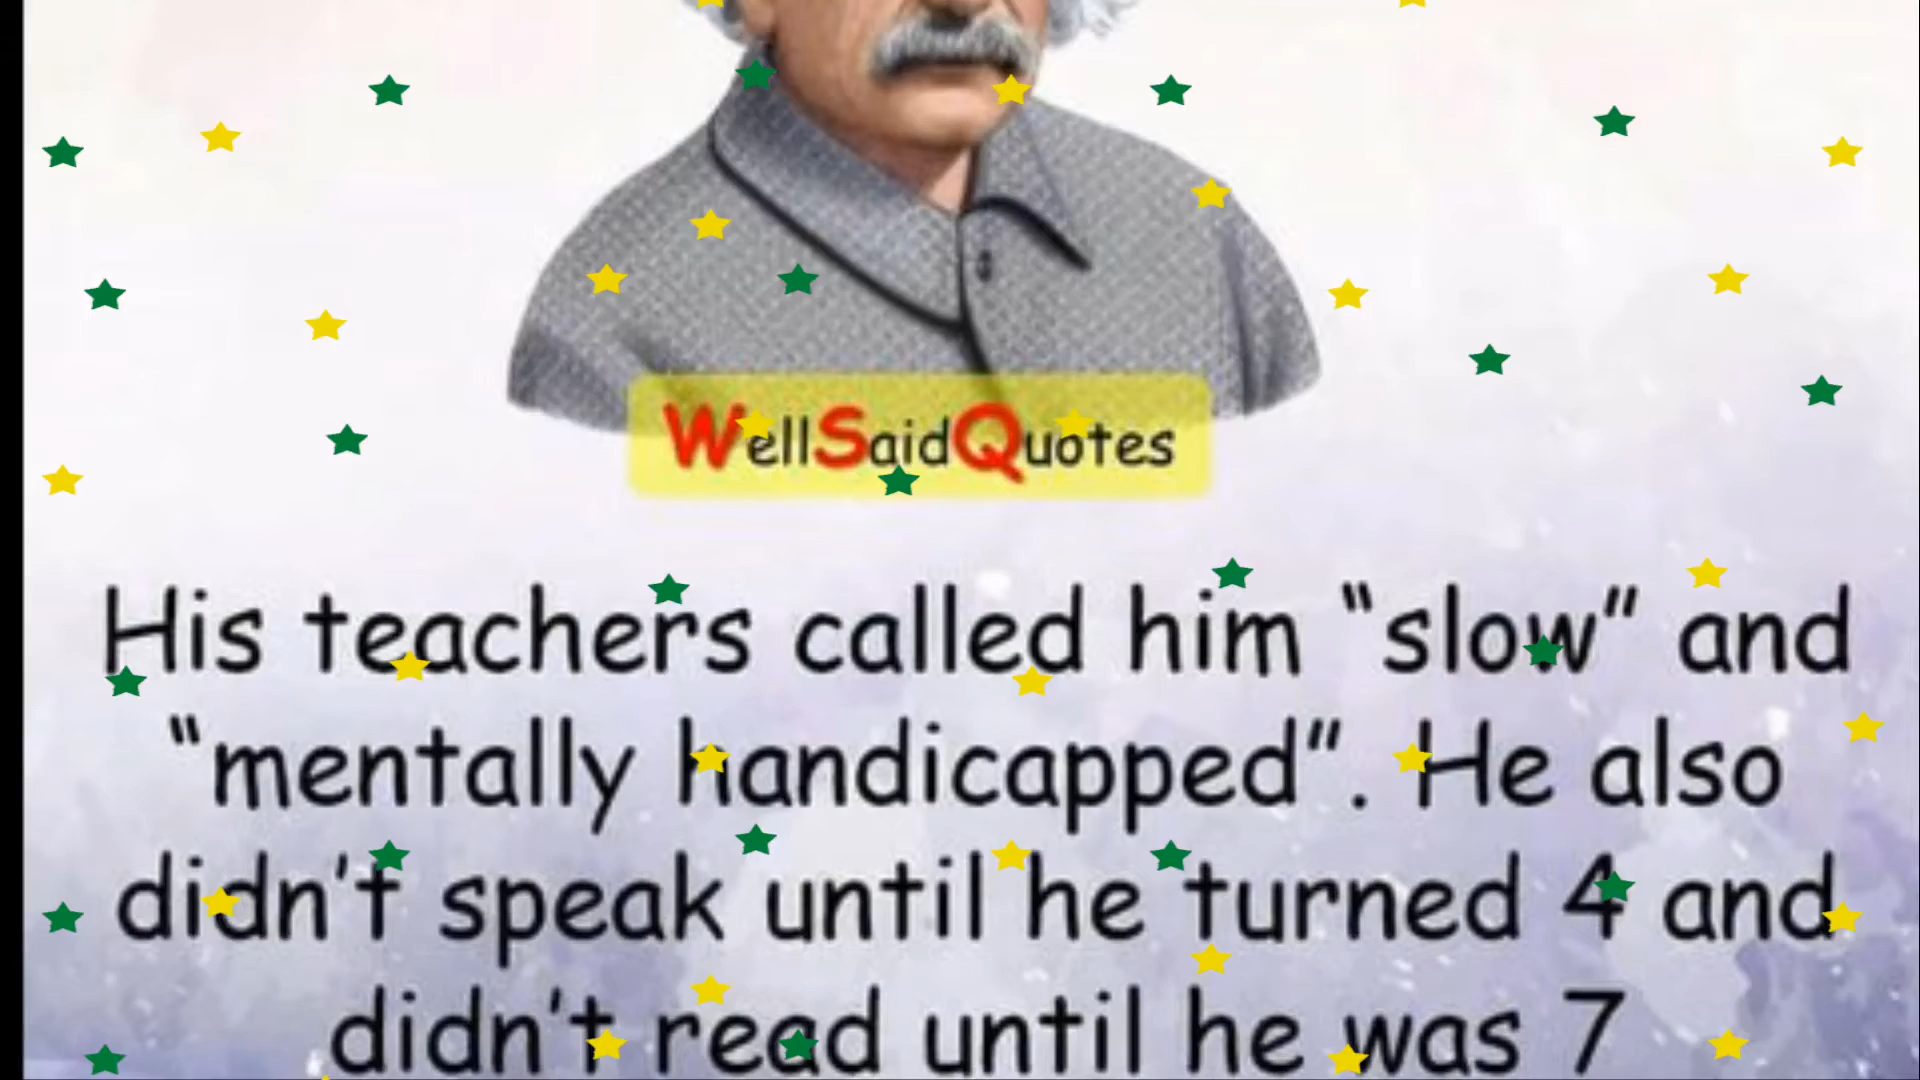 WellSaidQuotes
His teachers called him “slow” and
“mentally handicapped”. He also
didn’t speak until he turned 4 and
didn’t read until he was 7